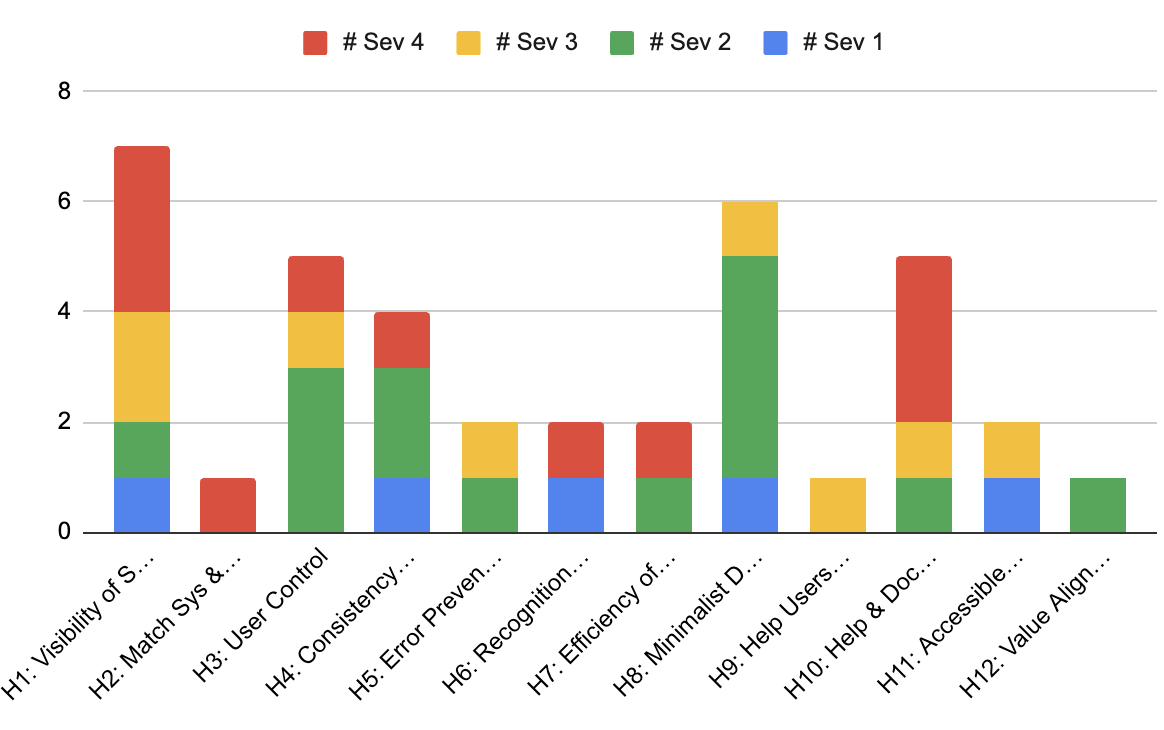 # Sev 4 # Sev 3 # Sev 2 # Sev 1
8
6
4
2
0
H1: Visibility of S…
H2: Match Sys &…
H3: User Control
H4: Consistency…
H5: Error Preven…
H6: Recognition…
H7: Efficiency of…
H8: Minimalist D…
H9: Help Users…
H10: Help & Doc…
H11: Accessible…
H12: Value Align…